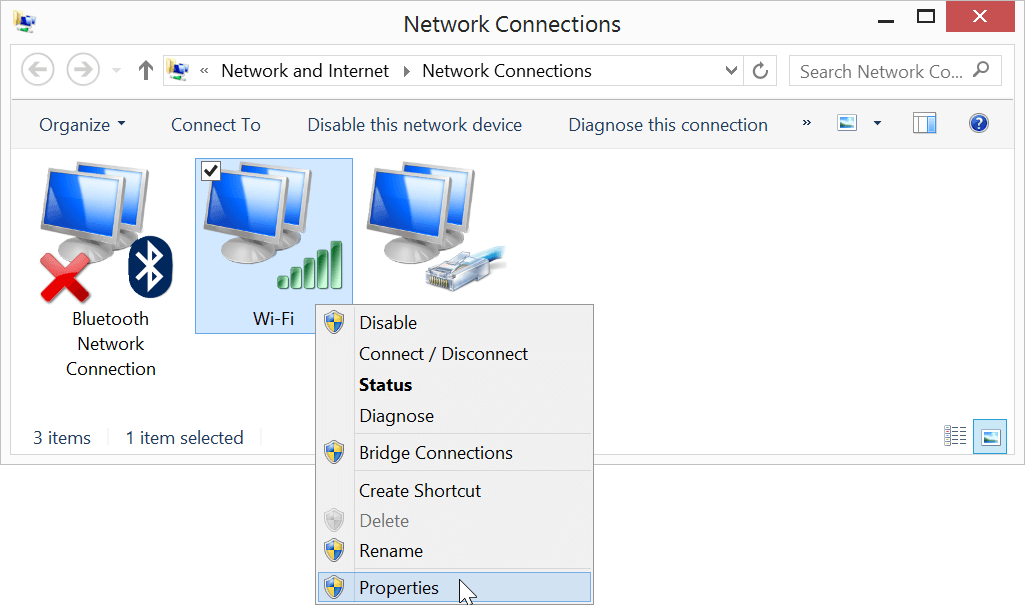 Network Connections
« Network and Internet Network Connections
Search Network Co...
Organize Connect To Disable this network device Diagnose this connection »
Bluetooth
Network
Connection
Wi-Fi
Disable
Connect / Disconnect
Status
Diagnose
Bridge Connections
Create Shortcut
Delete
Rename
Properties
3 items 1 item selected